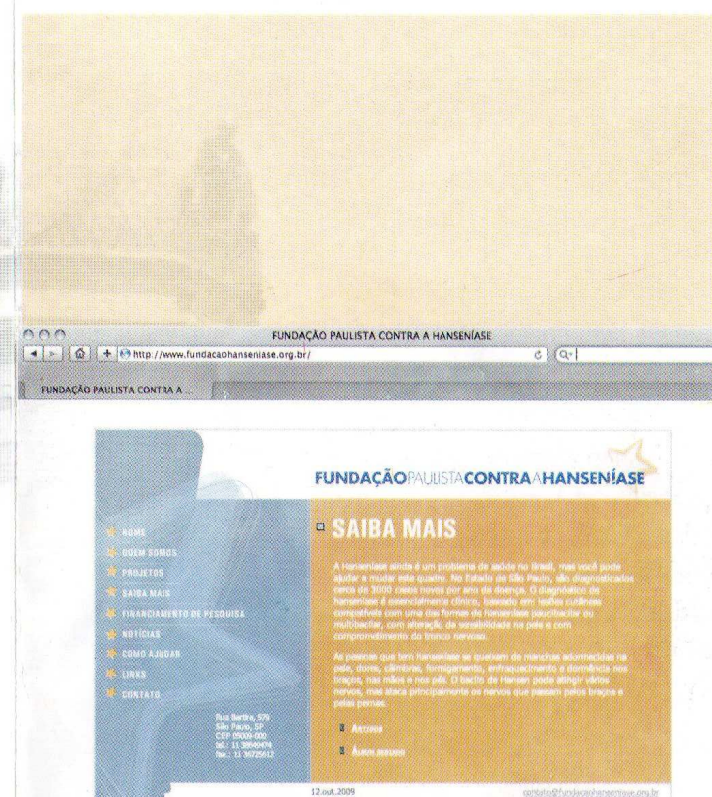 FUNDAÇÃO PAULISTA CONTRA A HANSENÍASE
http://www.fundacaohanseniase.org.br/
FUNDAÇÃO PAULISTA CONTRA A ...
FUNDAÇÃOPAULISTACONTRAAHANSENÍASE
HOME
QUEM SOMOS
PROJETOS
SAIBA MAIS
FINANCIAMENTO DE PESQUISA
NOTÍCIAS
COMO AJUDAR
LINKS
CONTATO
Rua Bartira, 579
São Paulo, SP
CEP 05009-000
tel.: 11 38649474
fax.: 11 36725612
SAIBA MAIS
A Hanseníase ainda é um problema de saúde no Brasil, mas você pode
ajudar a mudar este quadro. No Estado de São Paulo, são diagnosticados
cerca de 3000 casos novos por ano da doença. O diagnóstico de
hanseníase é essencialmente clínico, baseado em lesões cutâneas
compatíveis com uma das formas de Hanseníase paucibacilar ou
multibacilar, com alteração da sensibilidade na pele e com
comprometimento do tronco nervoso.
As pessoas que tem hanseníase se queixam de manchas adormecidas na
pele, dores, câimbras, formigamento, enfraquecimento e dormência nos
braços, nas mãos e nos pés. O bacilo de Hansen pode atingir vários
nervos, mas ataca principalmente os nervos que passam pelos braços e
pelas pernas.
12.out.2009
contato@fundacaohanseniase.org.br